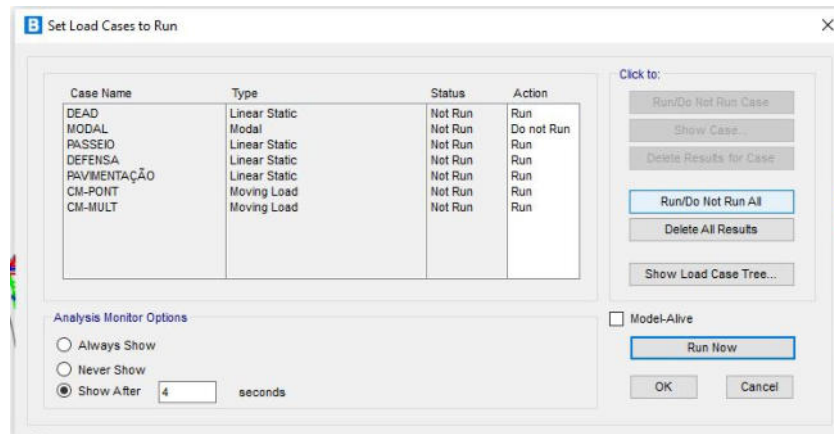 B Set Load Cases to Run
Case Name Type Status Action
DEAD Linear Static Not Run Run
MODAL Modal Not Run Do not Run
PASSEIO Linear Static Not Run Run
DEFENSA Linear Static Not Run Run
PAVIMENTAÇÃO Linear Static Not Run Run
CM-PONT Moving Load Not Run Run
CM-MULT Moving Load Not Run Run
Click to:
Run/Do Not Run Case
Show Case...
Delete Results for Case
Run/Do Not Run All
Delete All Results
Show Load Case Tree...
Analysis Monitor Options
Always Show
Never Show
Show After 4 seconds
Model-Alive
Run Now
OK Cancel